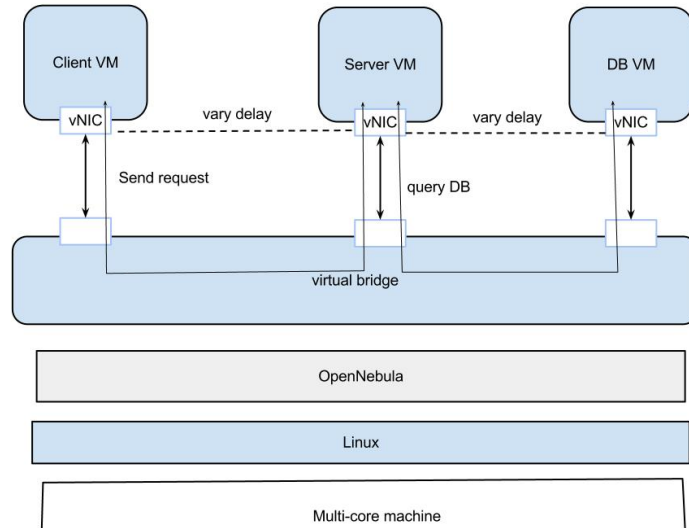 Client VM
Server VM
DB VM
vNIC
vary delay
vNIC
vary delay
vNIC
Send request
query DB
virtual bridge
OpenNebula
Linux
Multi-core machine